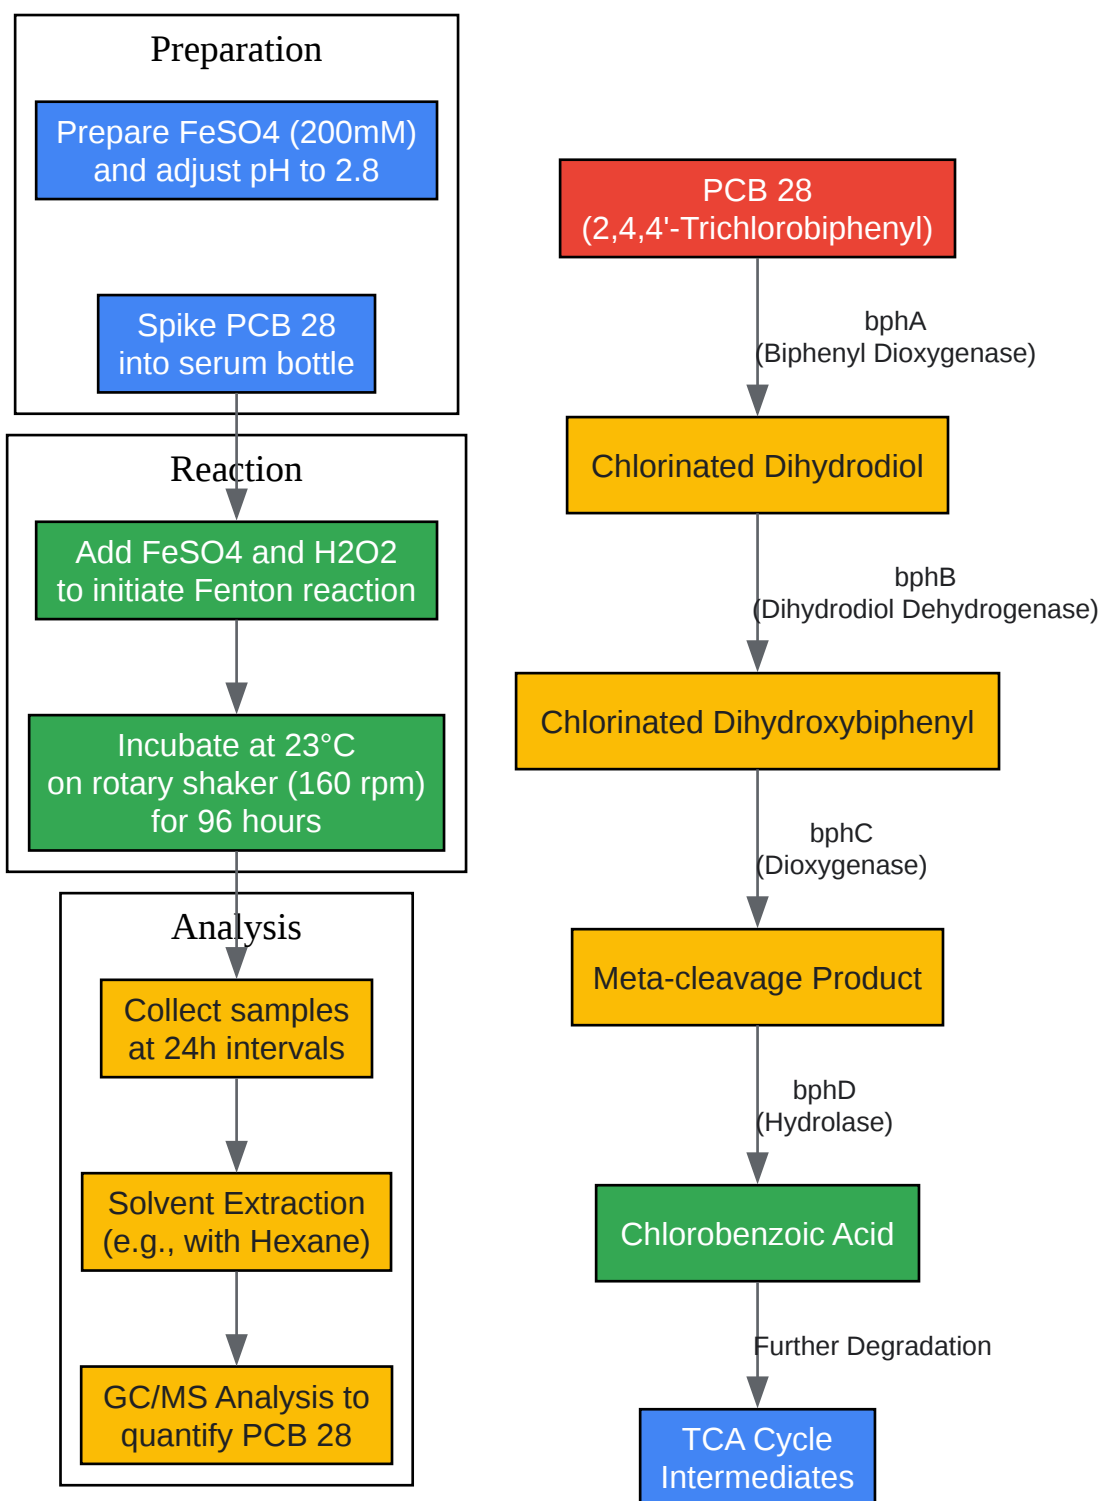 Preparation
Prepare FeSO4 (200mM)
and adjust pH to 2.8
Spike PCB 28
into serum bottle
Reaction
Add FeSO4 and H2O2
to initiate Fenton reaction
Incubate at 23°C
on rotary shaker (160 rpm)
for 96 hours
Analysis
Collect samples
at 24h intervals
Solvent Extraction
(e.g., with Hexane)
GC/MS Analysis to
quantify PCB 28
PCB 28
(2,4,4'-Trichlorobiphenyl)
bphA
(Biphenyl Dioxygenase)
Chlorinated Dihydrodiol
bphB
(Dihydrodiol Dehydrogenase)
Chlorinated Dihydroxybiphenyl
bphC
(Dioxygenase)
Meta-cleavage Product
bphD
(Hydrolase)
Chlorobenzoic Acid
Further Degradation
TCA Cycle
Intermediates